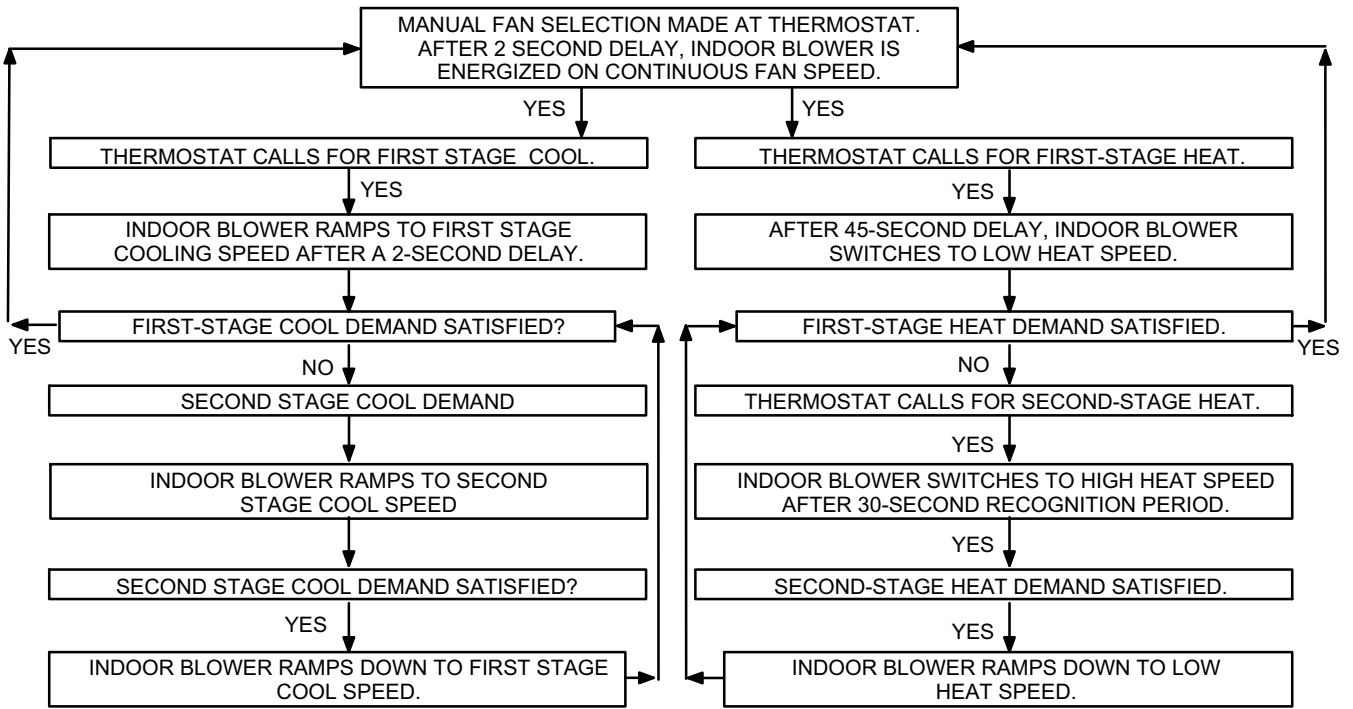 MANUAL FAN SELECTION MADE AT THERMOSTAT.
AFTER 2 SECOND DELAY, INDOOR BLOWER IS
ENERGIZED ON CONTINUOUS FAN SPEED.
YES
YES
THERMOSTAT CALLS FOR FIRST STAGE COOL.
YES
INDOOR BLOWER RAMPS TO FIRST STAGE
COOLING SPEED AFTER A 2-SECOND DELAY.
FIRST-STAGE COOL DEMAND SATISFIED?
YES
NO
SECOND STAGE COOL DEMAND
INDOOR BLOWER RAMPS TO SECOND
STAGE COOL SPEED
SECOND STAGE COOL DEMAND SATISFIED?
YES
INDOOR BLOWER RAMPS DOWN TO FIRST STAGE
COOL SPEED.
THERMOSTAT CALLS FOR FIRST-STAGE HEAT.
YES
AFTER 45-SECOND DELAY, INDOOR BLOWER
SWITCHES TO LOW HEAT SPEED.
FIRST-STAGE HEAT DEMAND SATISFIED.
YES
NO
THERMOSTAT CALLS FOR SECOND-STAGE HEAT.
YES
INDOOR BLOWER SWITCHES TO HIGH HEAT SPEED
AFTER 30-SECOND RECOGNITION PERIOD.
YES
SECOND-STAGE HEAT DEMAND SATISFIED.
YES
INDOOR BLOWER RAMPS DOWN TO LOW
HEAT SPEED.